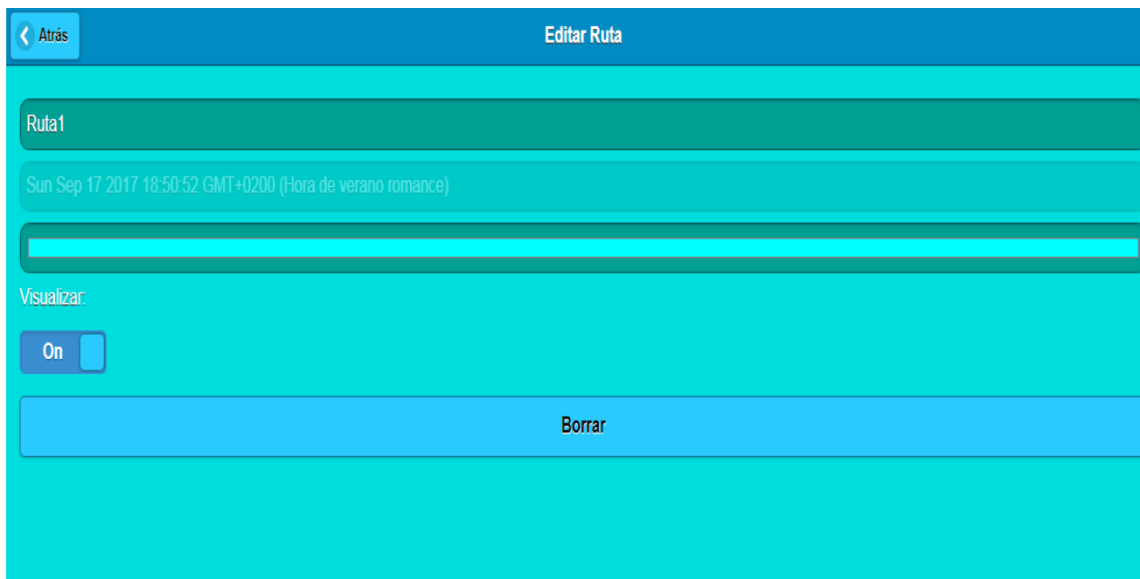 Atrás
Editar Ruta
Ruta1
Sun Sep 17 2017 18:50:52 GMT+0200 (Hora de verano romance)
Visualizar:
On
Borrar